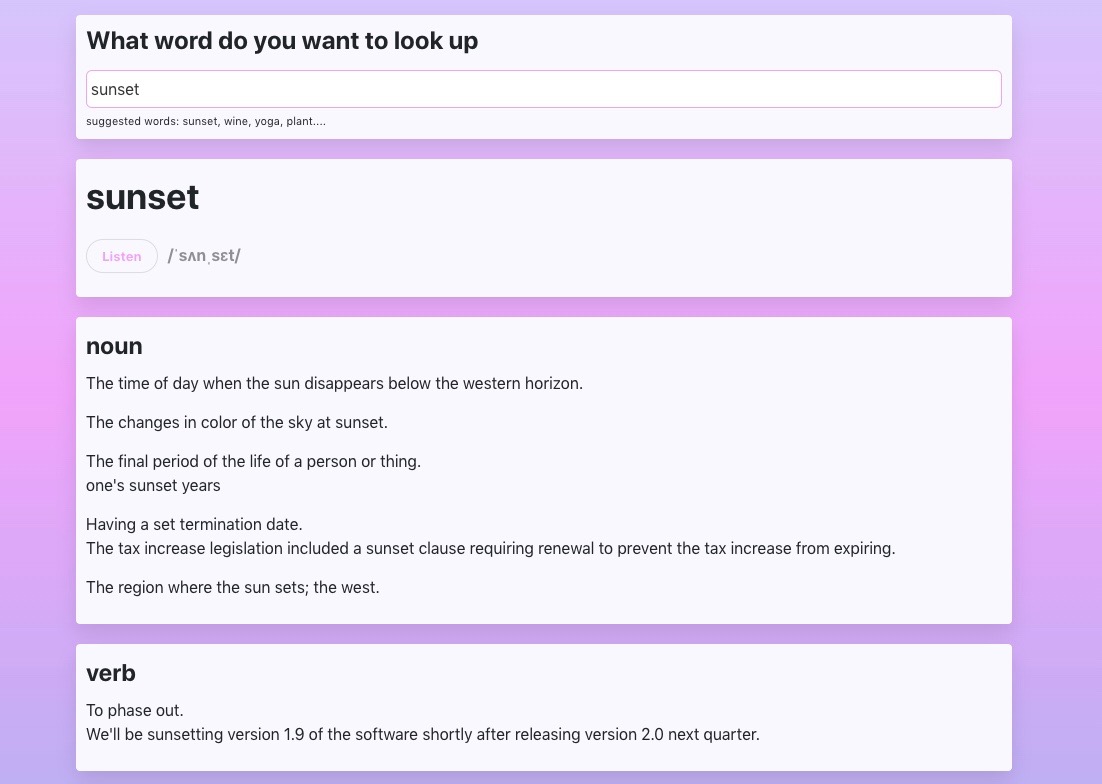 What word do you want to look up
sunset
suggested words: sunset, wine, yoga, plant....
sunset
Listen /ˈsʌnˌsɛt/
noun
The time of day when the sun disappears below the western horizon.
The changes in color of the sky at sunset.
The final period of the life of a person or thing.
one's sunset years
Having a set termination date.
The tax increase legislation included a sunset clause requiring renewal to prevent the tax increase from expiring.
The region where the sun sets; the west.
verb
To phase out.
We'll be sunsetting version 1.9 of the software shortly after releasing version 2.0 next quarter.